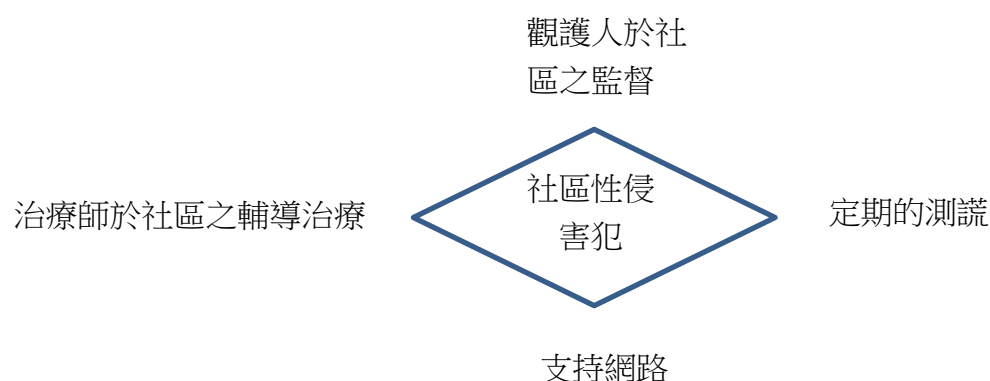 觀護人於社
區之監督
治療師於社區之輔導治療
社區性侵
害犯
定期的測謊
支持網路